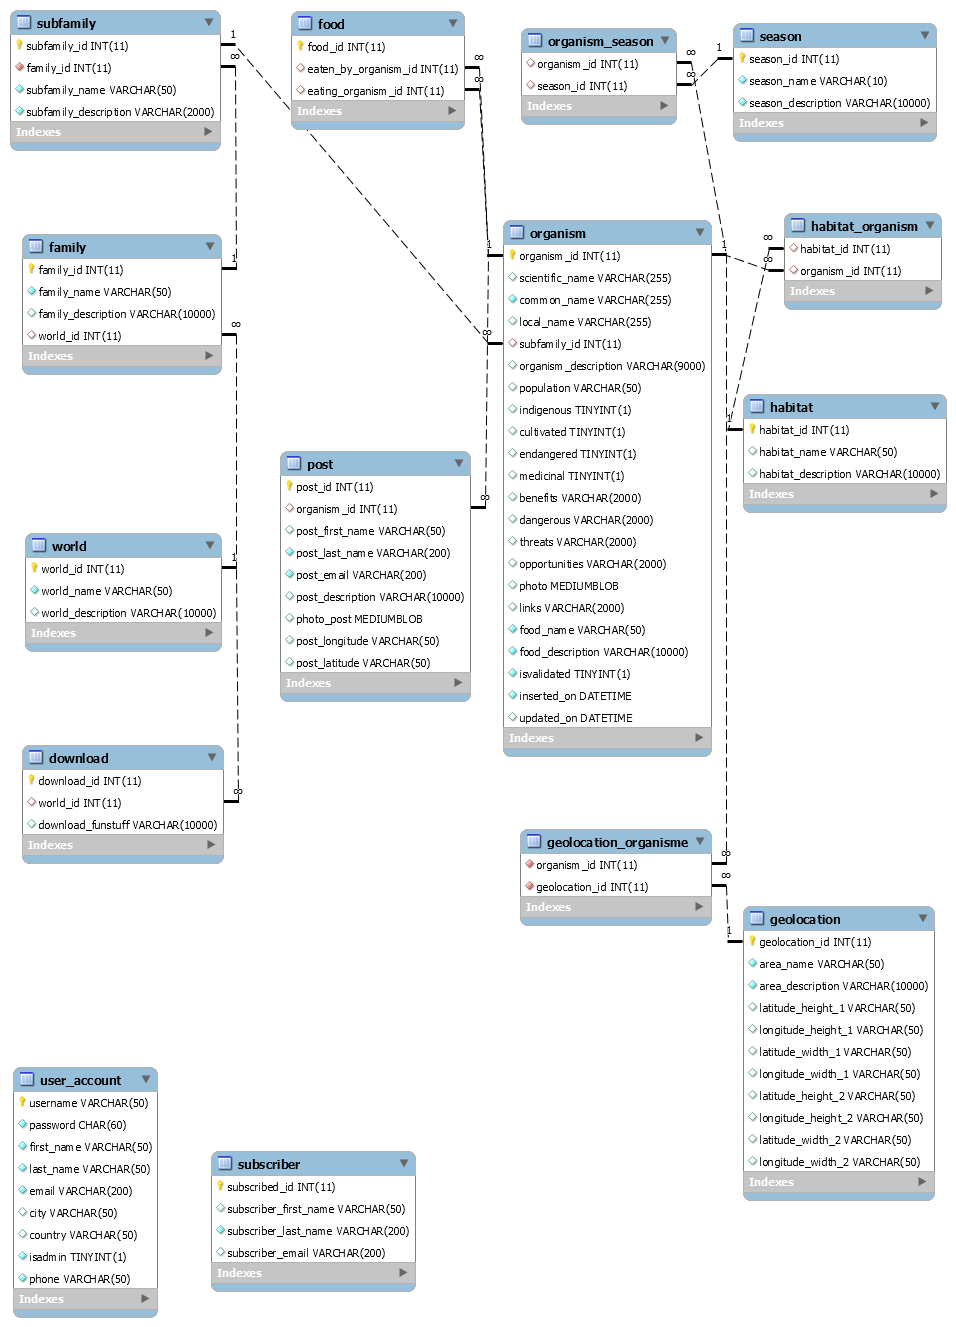 subfamily
subfamily_id INT(11)
family_id INT(11)
subfamily_name VARCHAR(50)
subfamily_description VARCHAR(2000)
Indexes
1
∞
food
food_id INT(11)
eaten_by_organism_id INT(11)
eating_organism_id INT(11)
Indexes
∞
∞
organism_season
organism_id INT(11)
season_id INT(11)
Indexes
∞
∞
1
season
season_id INT(11)
season_name VARCHAR(10)
season_description VARCHAR(10000)
Indexes
family
family_id INT(11)
family_name VARCHAR(50)
family_description VARCHAR(10000)
world_id INT(11)
Indexes
1
∞
organism
organism_id INT(11)
scientific_name VARCHAR(255)
common_name VARCHAR(255)
local_name VARCHAR(255)
subfamily_id INT(11)
organism_description VARCHAR(9000)
population VARCHAR(50)
indigenous TINYINT(1)
cultivated TINYINT(1)
endangered TINYINT(1)
medicinal TINYINT(1)
benefits VARCHAR(2000)
dangerous VARCHAR(2000)
threats VARCHAR(2000)
opportunities VARCHAR(2000)
photo MEDIUMBLOB
links VARCHAR(2000)
food_name VARCHAR(50)
food_description VARCHAR(10000)
isvalidated TINYINT(1)
inserted_on DATETIME
updated_on DATETIME
Indexes
1
∞
1
habitat_organism
habitat_id INT(11)
organism_id INT(11)
Indexes
∞
∞
habitat
habitat_id INT(11)
habitat_name VARCHAR(50)
habitat_description VARCHAR(10000)
Indexes
1
post
post_id INT(11)
organism_id INT(11)
post_first_name VARCHAR(50)
post_last_name VARCHAR(200)
post_email VARCHAR(200)
post_description VARCHAR(10000)
photo_post MEDIUMBLOB
post_longitude VARCHAR(50)
post_latitude VARCHAR(50)
Indexes
∞
world
world_id INT(11)
world_name VARCHAR(50)
world_description VARCHAR(10000)
Indexes
1
download
download_id INT(11)
world_id INT(11)
download_funstuff VARCHAR(10000)
Indexes
∞
geolocation_organisme
organism_id INT(11)
geolocation_id INT(11)
Indexes
∞
∞
1
geolocation
geolocation_id INT(11)
area_name VARCHAR(50)
area_description VARCHAR(10000)
latitude_height_1 VARCHAR(50)
longitude_height_1 VARCHAR(50)
latitude_width_1 VARCHAR(50)
longitude_width_1 VARCHAR(50)
latitude_height_2 VARCHAR(50)
longitude_height_2 VARCHAR(50)
latitude_width_2 VARCHAR(50)
longitude_width_2 VARCHAR(50)
Indexes
user_account
username VARCHAR(50)
password CHAR(60)
first_name VARCHAR(50)
last_name VARCHAR(50)
email VARCHAR(200)
city VARCHAR(50)
country VARCHAR(50)
isadmin TINYINT(1)
phone VARCHAR(50)
Indexes
subscriber
subscribed_id INT(11)
subscriber_first_name VARCHAR(50)
subscriber_last_name VARCHAR(200)
subscriber_email VARCHAR(200)
Indexes